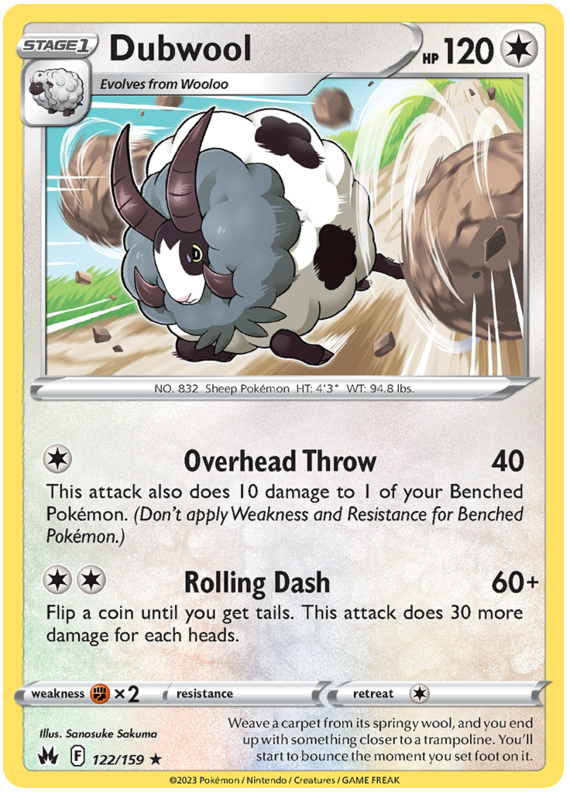 STAGE1
Dubwool
HP 120
Evolves from Wooloo
NO. 832 Sheep Pokémon HT: 4'3" WT: 94.8 lbs.
Overhead Throw 40
This attack also does 10 damage to 1 of your Benched
Pokémon. (Don't apply Weakness and Resistance for Benched
Pokémon.)
Rolling Dash 60+
Flip a coin until you get tails. This attack does 30 more
damage for each heads.
weakness ×2 resistance retreat
Illus. Sanosuke Sakuma
F 122/159 ★
Weave a carpet from its springy wool, and you end
up with something closer to a trampoline. You'll
start to bounce the moment you set foot on it.
©2023 Pokémon / Nintendo / Creatures / GAME FREAK